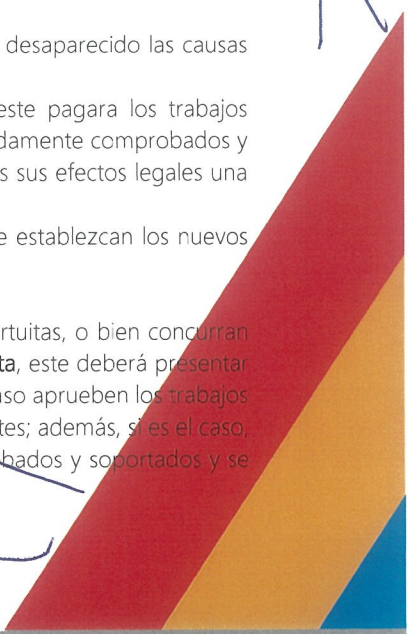 desaparecido las causas
este pagara los trabajos
damente comprobados y
s sus efectos legales una
e establezcan los nuevos
rtuitas, o bien concurran
ta, este deberá presentar
aso aprueben los trabajos
tes; además, si es el caso,
bados y soportados y se